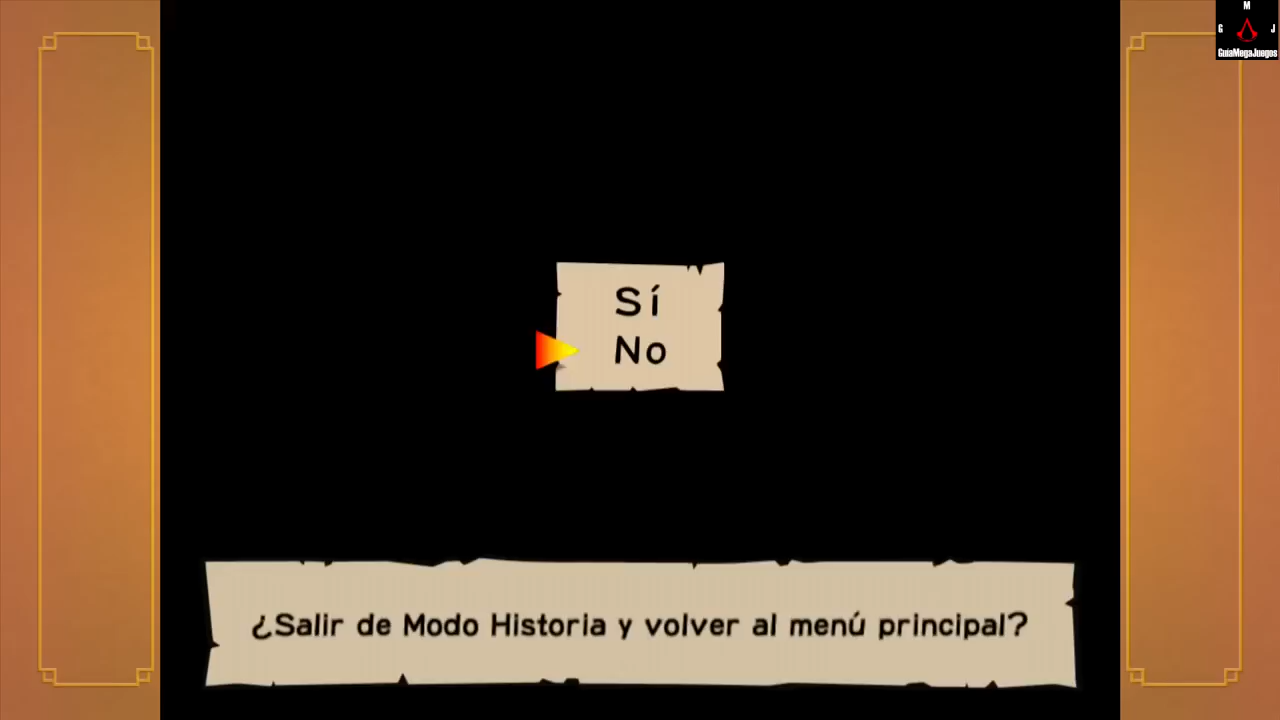 M
G J
GuiaMegaJuegos
Sí
No
¿Salir de Modo Historia y volver al menú principal?